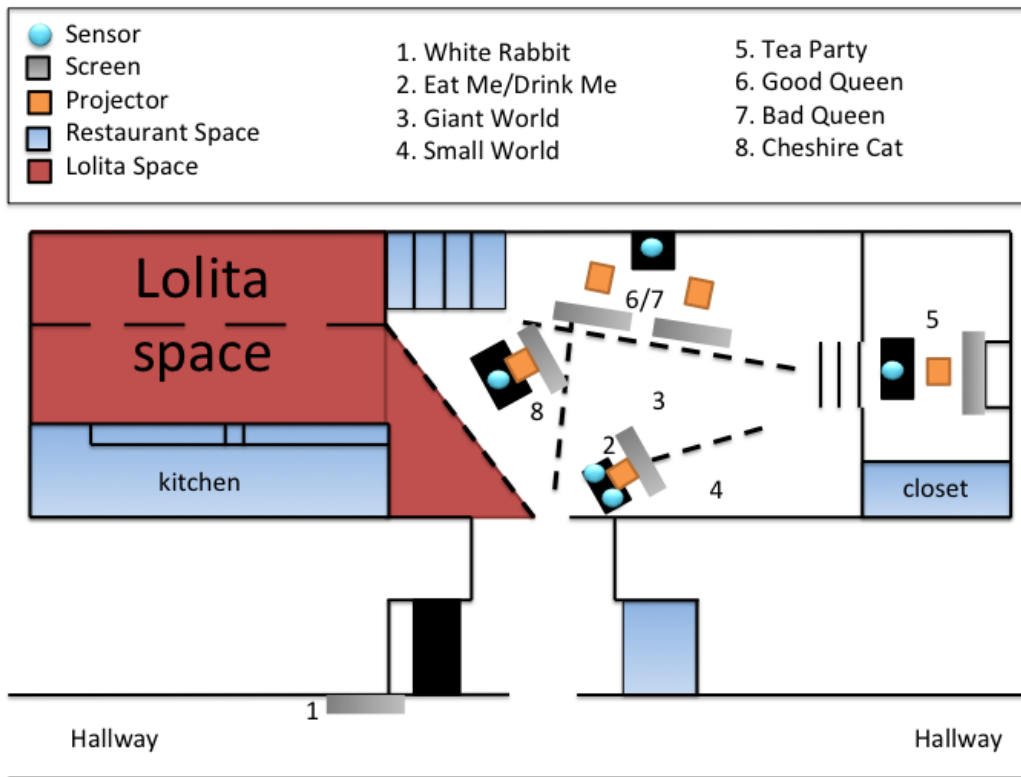 Sensor
Screen
Projector
Restaurant Space
Lolita Space
1. White Rabbit
2. Eat Me/Drink Me
3. Giant World
4. Small World
5. Tea Party
6. Good Queen
7. Bad Queen
8. Cheshire Cat
Lolita
space
6/7
5
8
3
2
4
kitchen
closet
1
Hallway
Hallway